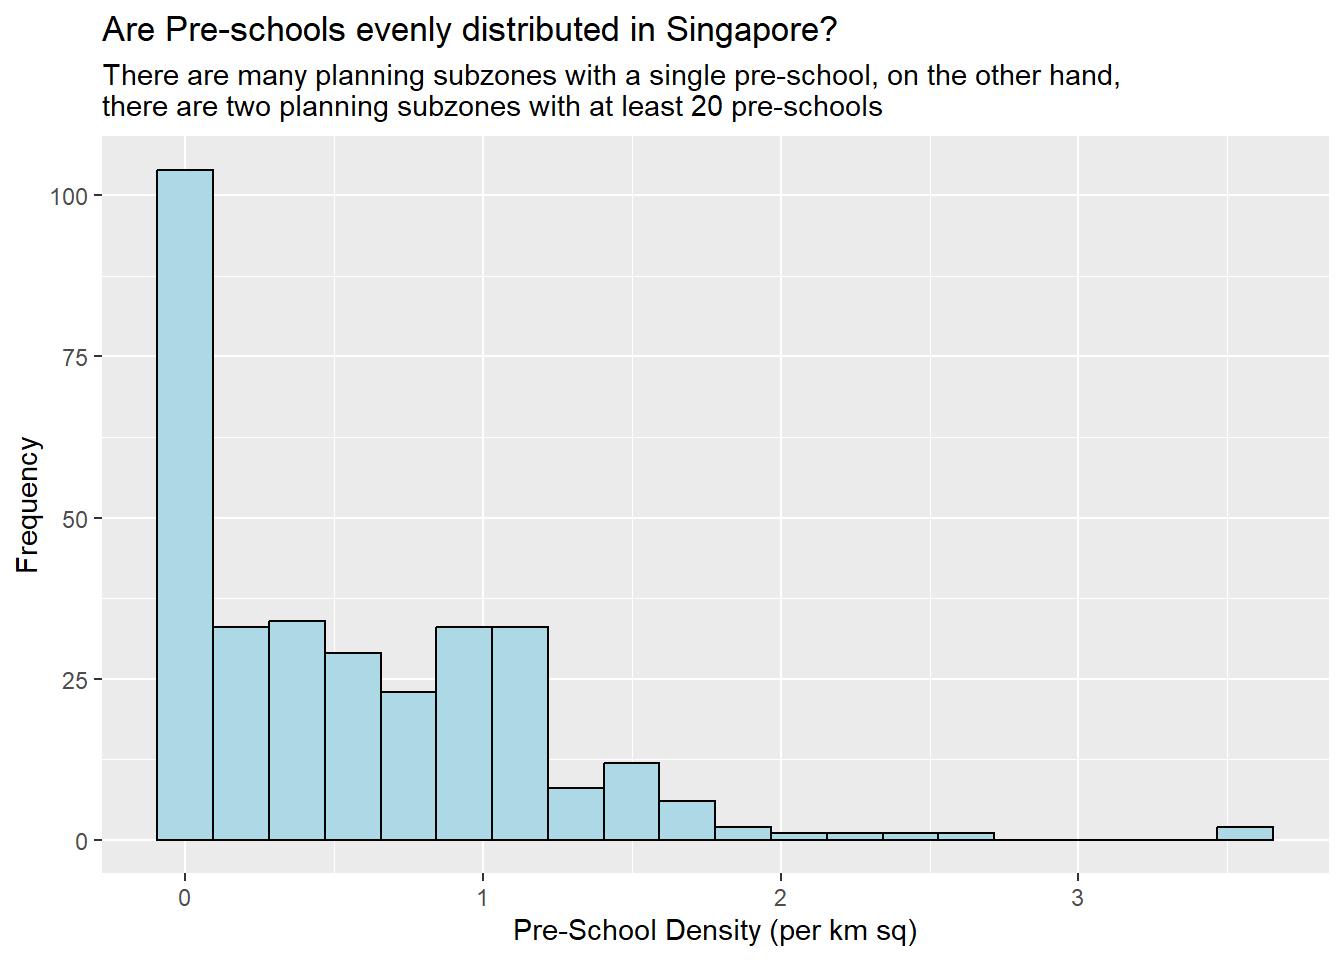 Are Pre-schools evenly distributed in Singapore?
There are many planning subzones with a single pre-school, on the other hand,
there are two planning subzones with at least 20 pre-schools
100
75
50
25
0
Frequency
0
1
2
3
Pre-School Density (per km sq)